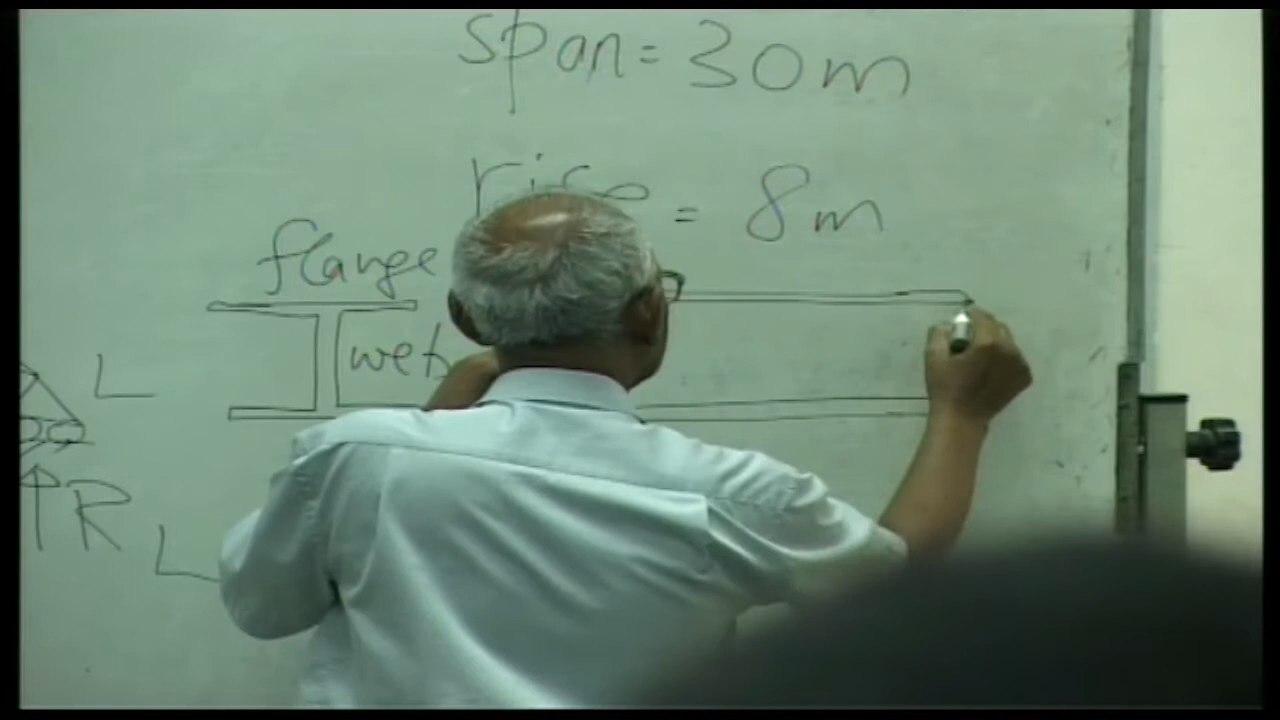 span = 30m
rise = 8m
flange
web
L
R
L